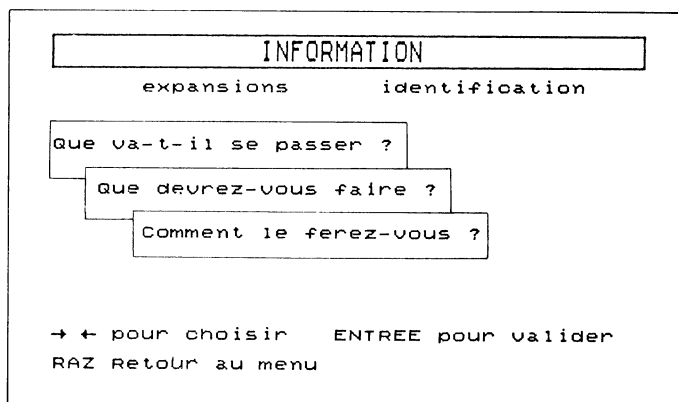 INFORMATION
expansions identification
Que va-t-il se passer ?
Que devrez-vous faire ?
Comment le ferez-vous ?
→ ← pour choisir ENTREE pour valider
RAZ Retour au menu